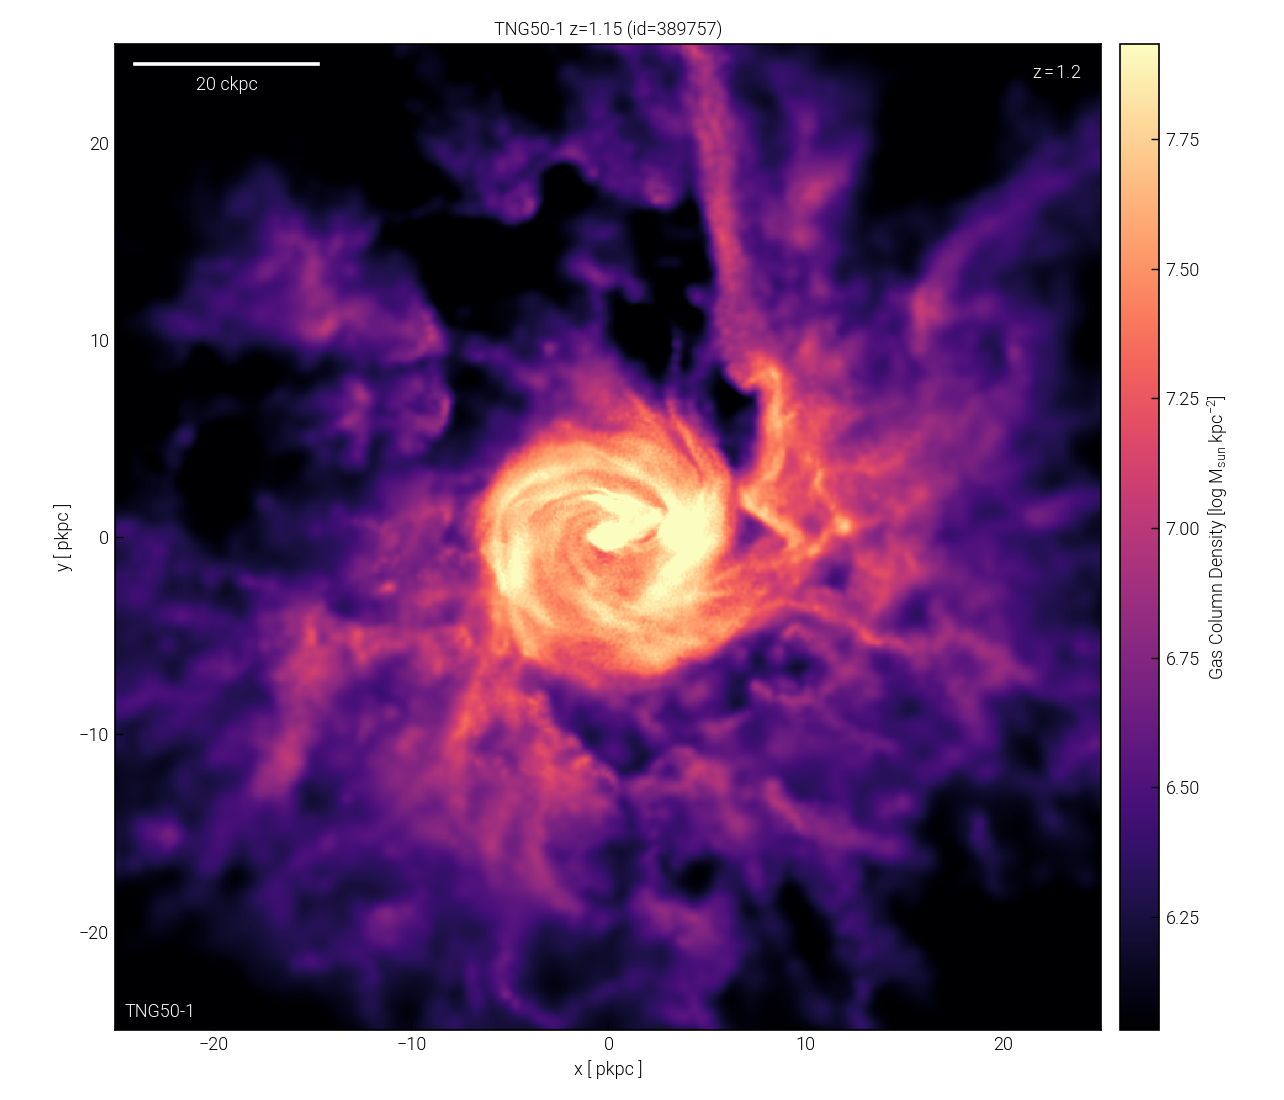 TNG50-1 z=1.15 (id=389757)
20 ckpc
z=1.2
TNG50-1
y [ pkpc ]
20
10
0
−10
−20
−20
−10
0
10
20
x [ pkpc ]
7.75
7.50
7.25
7.00
6.75
6.50
6.25
Gas Column Density [log M_sun kpc^−2]